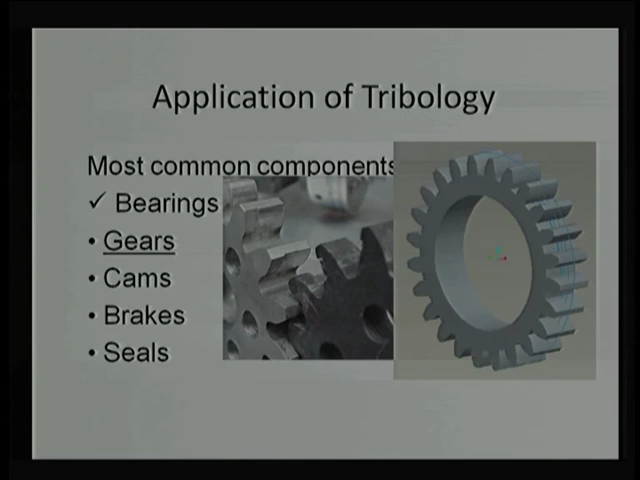 Application of Tribology
Most common components
✓ Bearings
• Gears
• Cams
• Brakes
• Seals